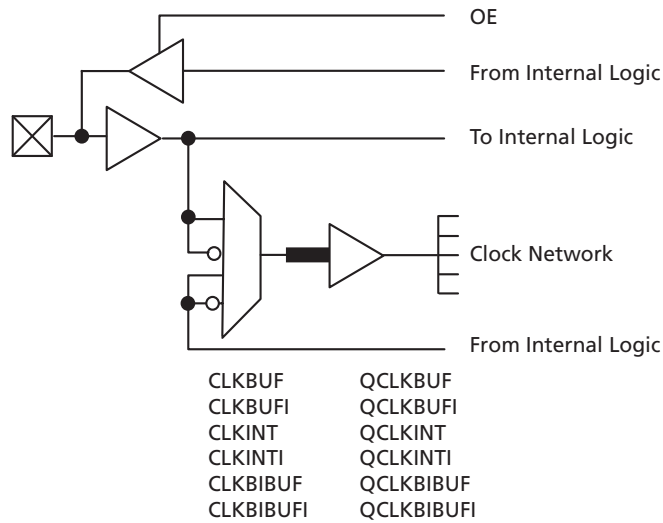 OE
From Internal Logic
To Internal Logic
Clock Network
From Internal Logic
CLKBUF QCLKBUF
CLKBUFI QCLKBUFI
CLKINT QCLKINT
CLKINTI QCLKINTI
CLKBIBUF QCLKBIBUF
CLKBIBUFI QCLKBIBUFI